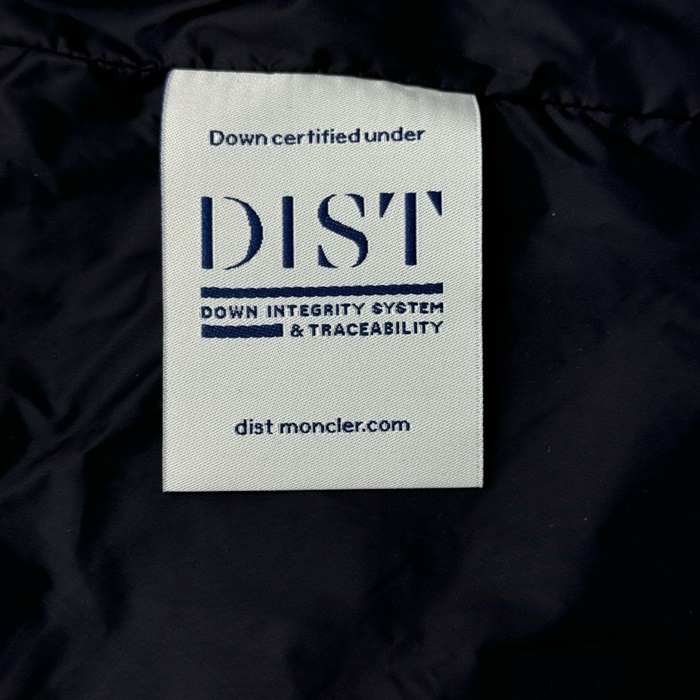 Down certified under
DIST
DOWN INTEGRITY SYSTEM
& TRACEABILITY
dist moncler.com